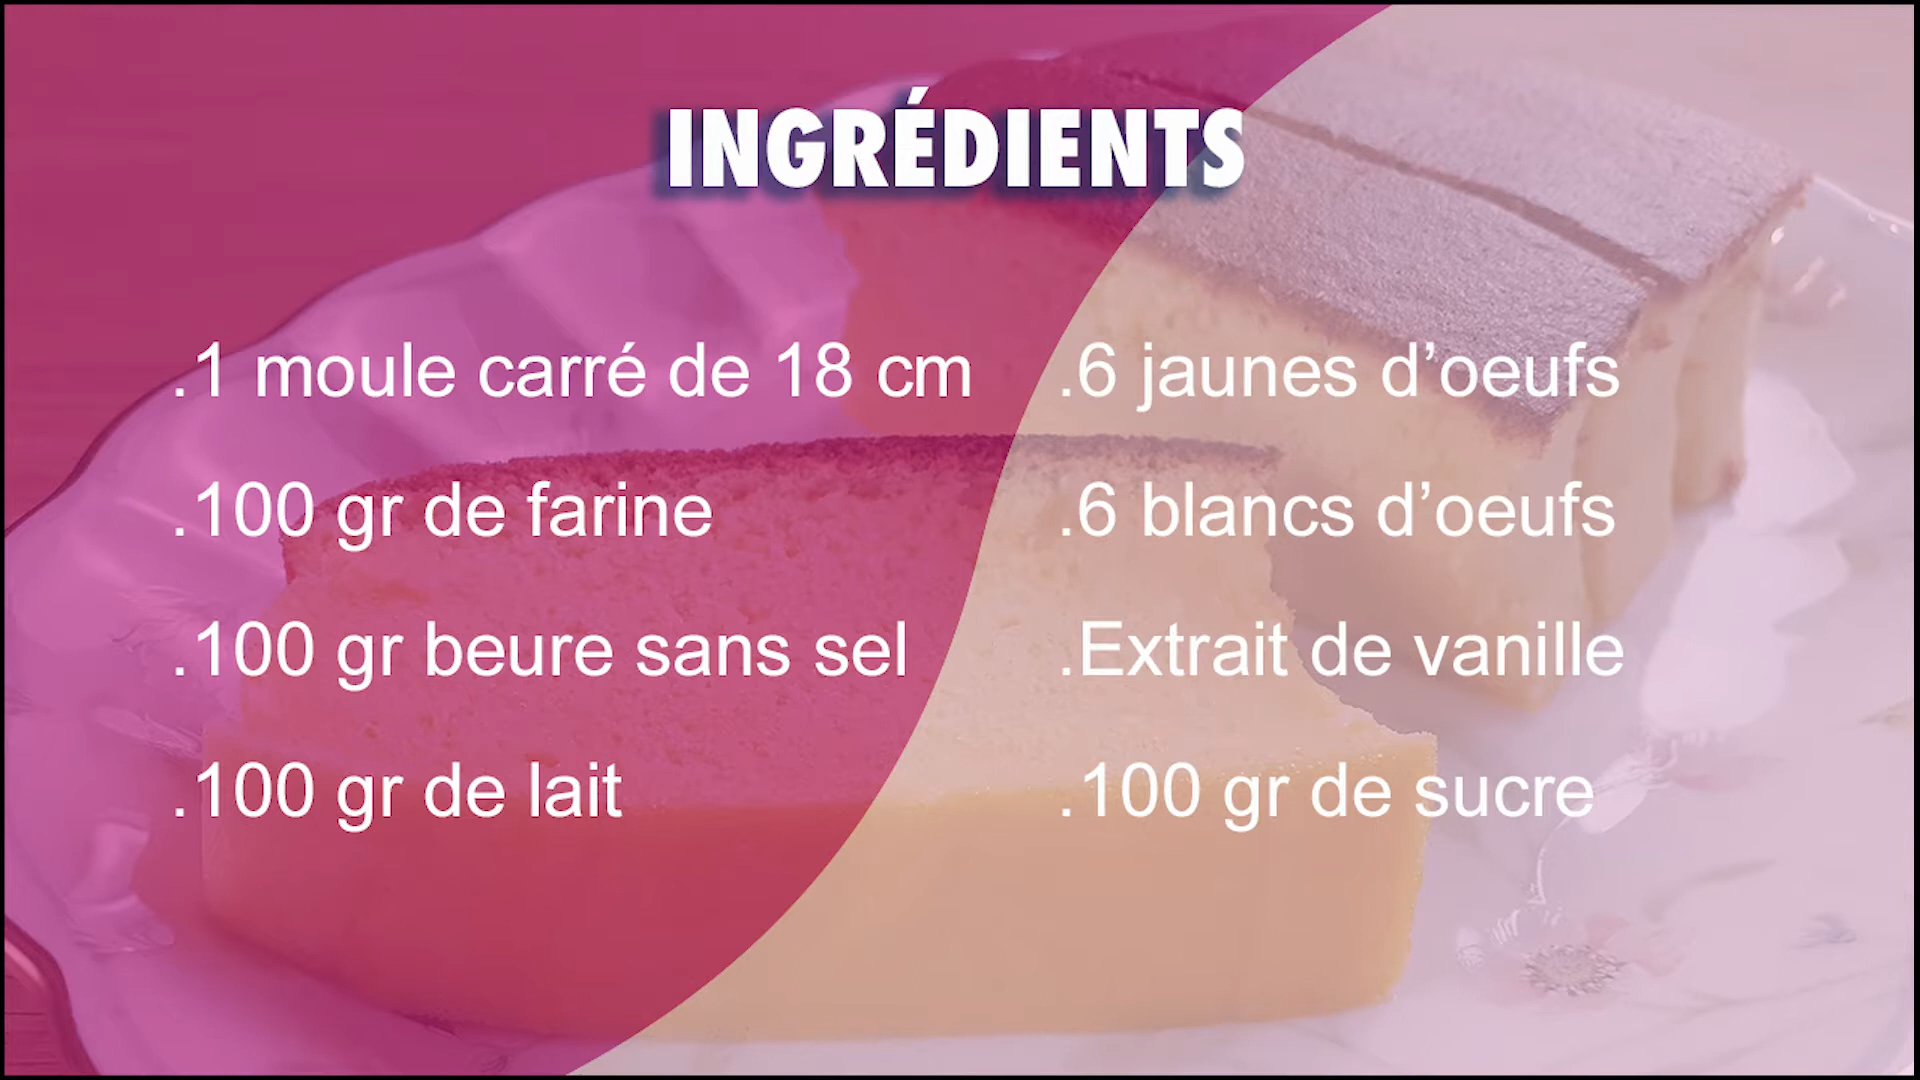 INGRÉDIENTS
.1 moule carré de 18 cm
.100 gr de farine
.100 gr beure sans sel
.100 gr de lait
.6 jaunes d’oeufs
.6 blancs d’oeufs
.Extrait de vanille
.100 gr de sucre